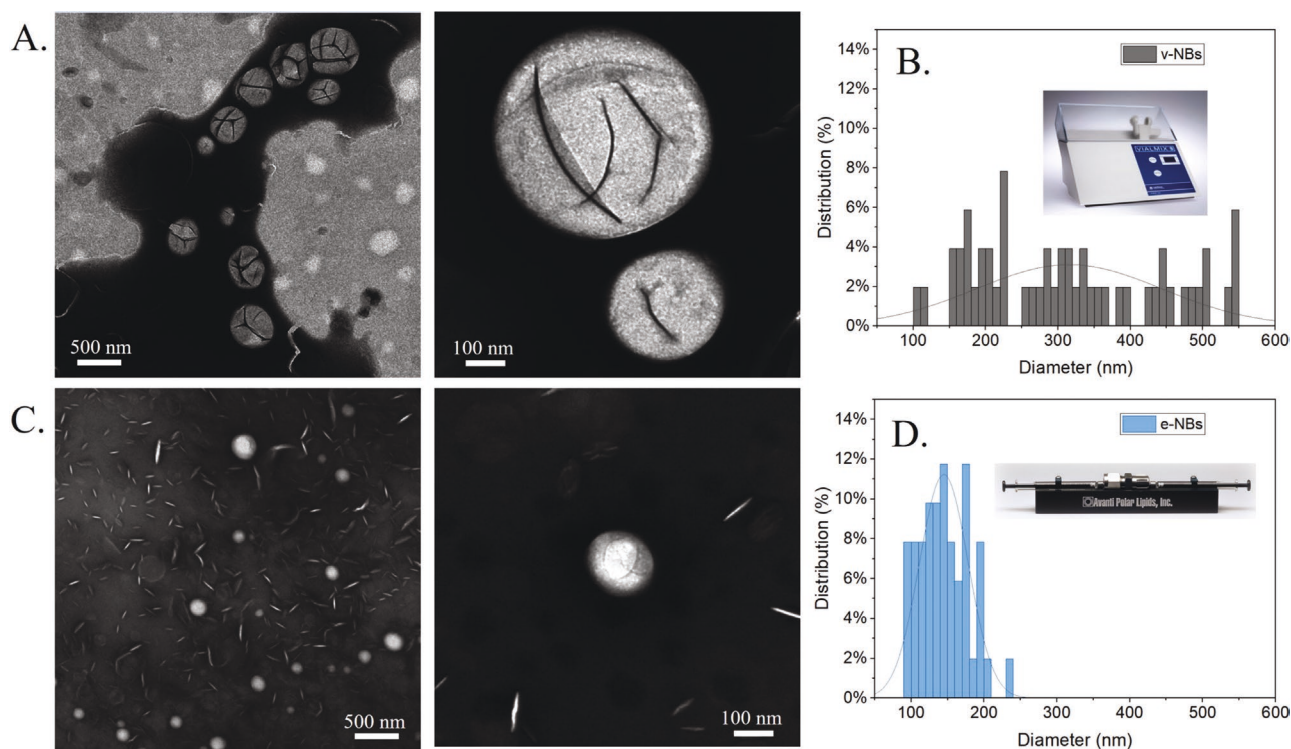 A.
500 nm
100 nm
B.
v-NBs
VIALMIX
14%
12%
10%
8%
6%
4%
2%
0%
Distribution (%)
100
200
300
400
500
600
Diameter (nm)
C.
500 nm
100 nm
D.
e-NBs
Avanti Polar Lipids, Inc.
14%
12%
10%
8%
6%
4%
2%
0%
Distribution (%)
100
200
300
400
500
600
Diameter (nm)